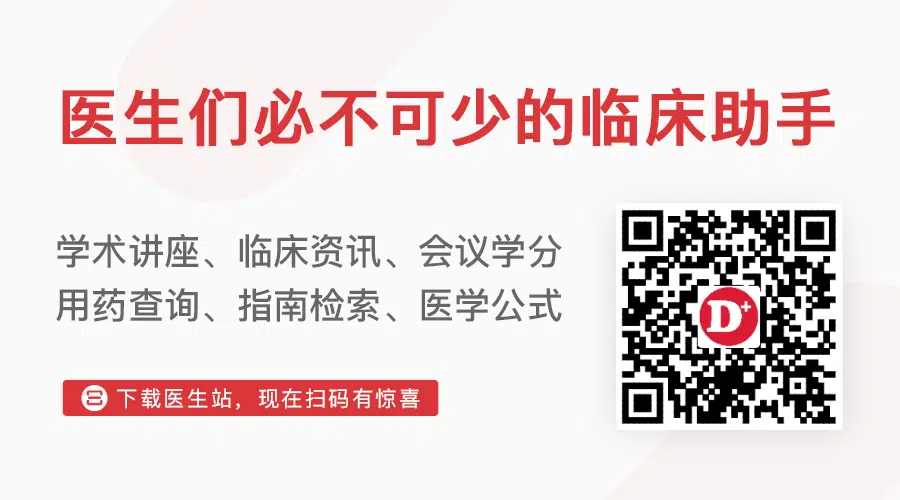 医生们必不可少的临床助手
学术讲座、临床资讯、会议学分
用药查询、指南检索、医学公式
下载医生站，现在扫码有惊喜
D+